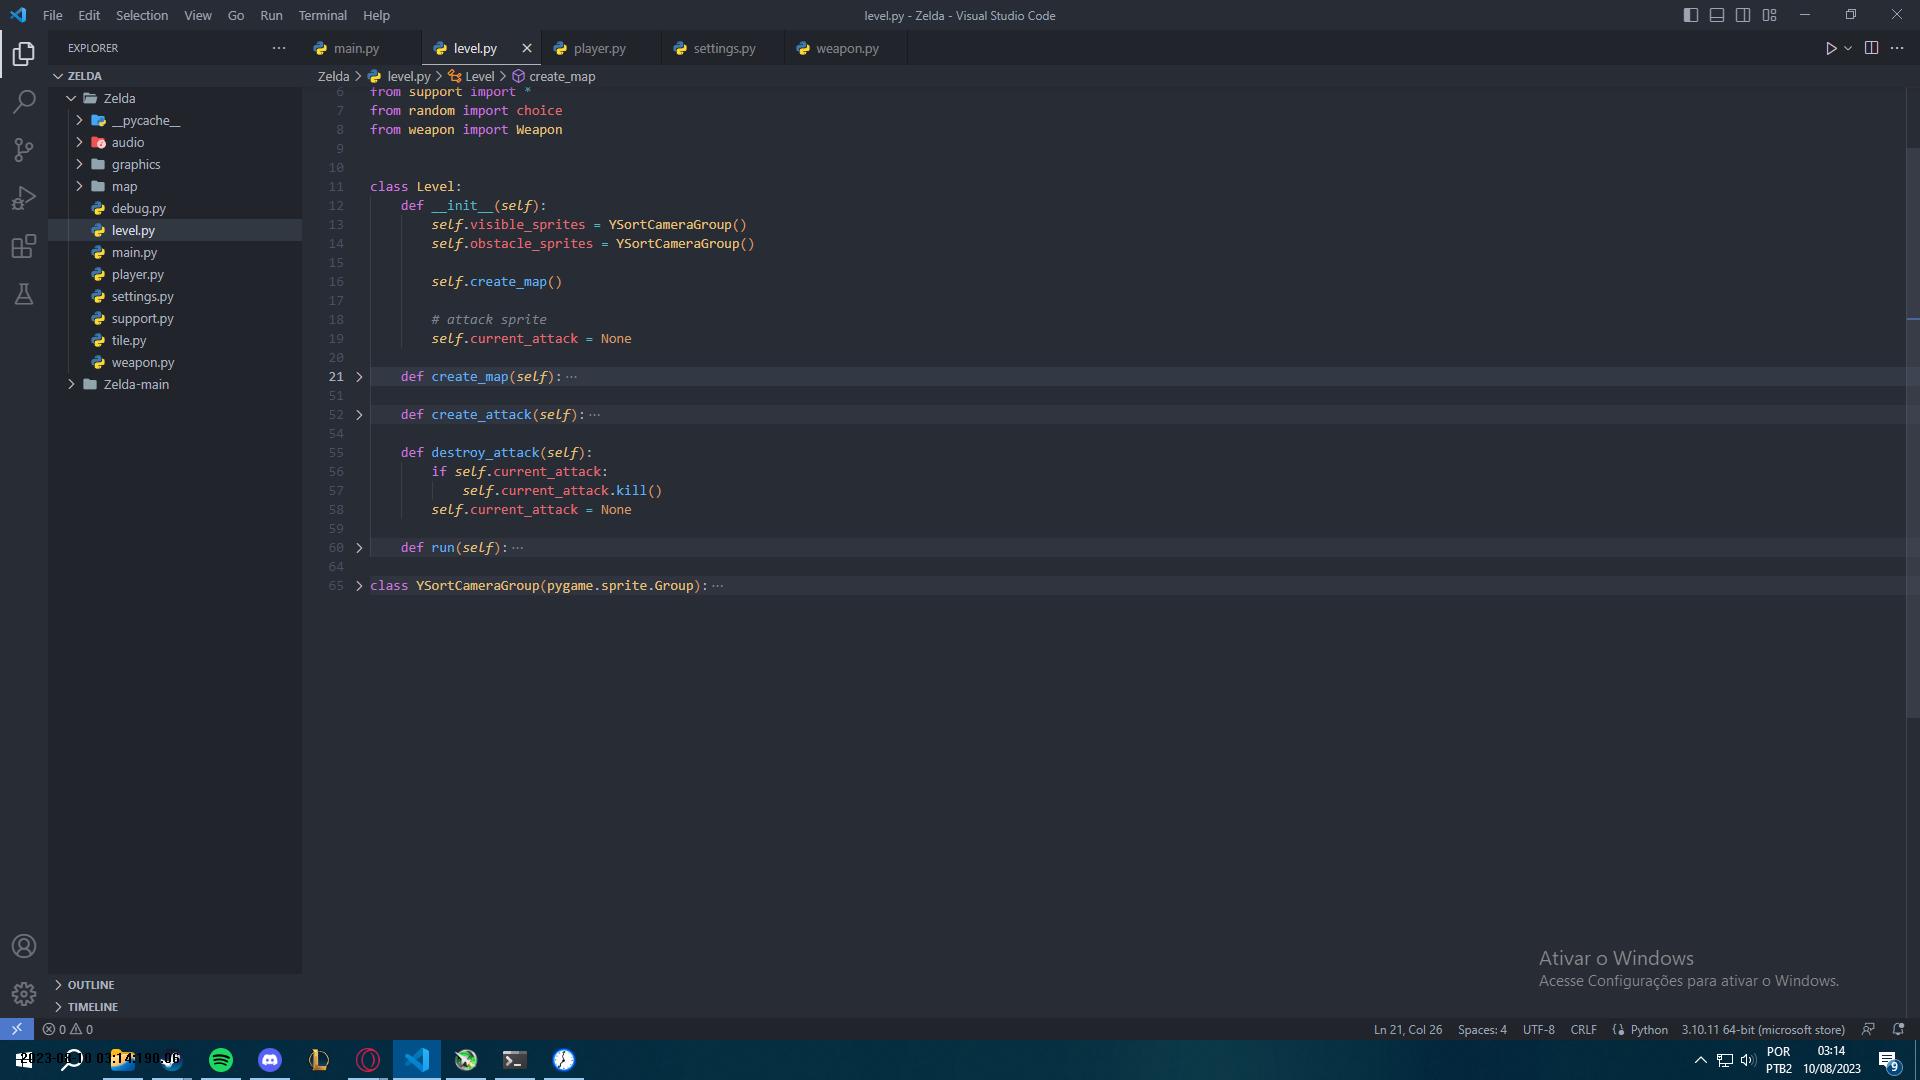 File Edit Selection View Go Run Terminal Help
level.py - Zelda - Visual Studio Code
EXPLORER
main.py
level.py
player.py
settings.py
weapon.py
ZELDA
Zelda
__pycache__
audio
graphics
map
debug.py
level.py
main.py
player.py
settings.py
support.py
tile.py
weapon.py
Zelda-main
OUTLINE
TIMELINE
Zelda > level.py > Level > create_map
6 from support import *
7 from random import choice
8 from weapon import Weapon
9
10
11 class Level:
12 def __init__(self):
13 self.visible_sprites = YSortCameraGroup()
14 self.obstacle_sprites = YSortCameraGroup()
15
16 self.create_map()
17
18 # attack sprite
19 self.current_attack = None
20
21 def create_map(self): ···
51
52 def create_attack(self): ···
54
55 def destroy_attack(self):
56 if self.current_attack:
57 self.current_attack.kill()
58 self.current_attack = None
59
60 def run(self): ···
64
65 class YSortCameraGroup(pygame.sprite.Group): ···
Ativar o Windows
Acesse Configurações para ativar o Windows.
0 0
Ln 21, Col 26 Spaces: 4 UTF-8 CRLF Python 3.10.11 64-bit (microsoft store)
POR
PTB2
03:14
10/08/2023
9